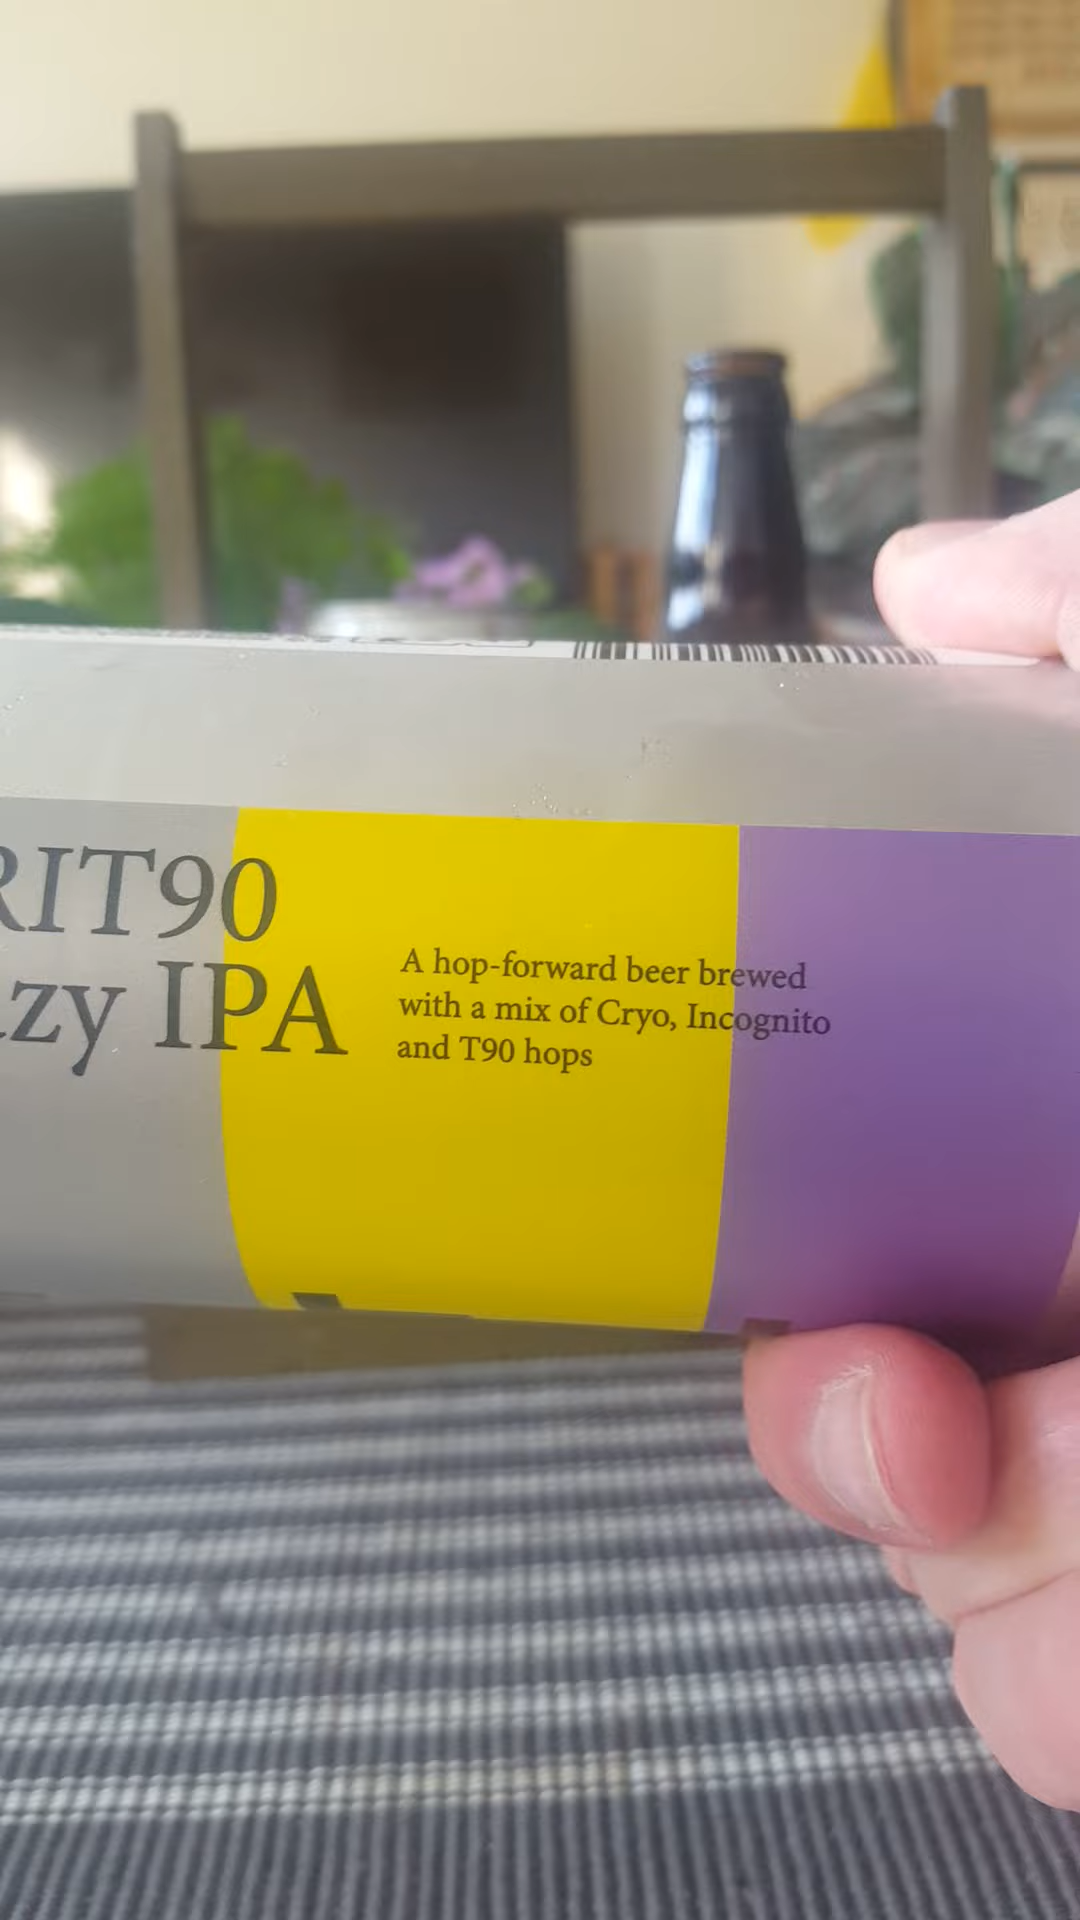 RIT90
zy IPA
A hop-forward beer brewed
with a mix of Cryo, Incognito
and T90 hops